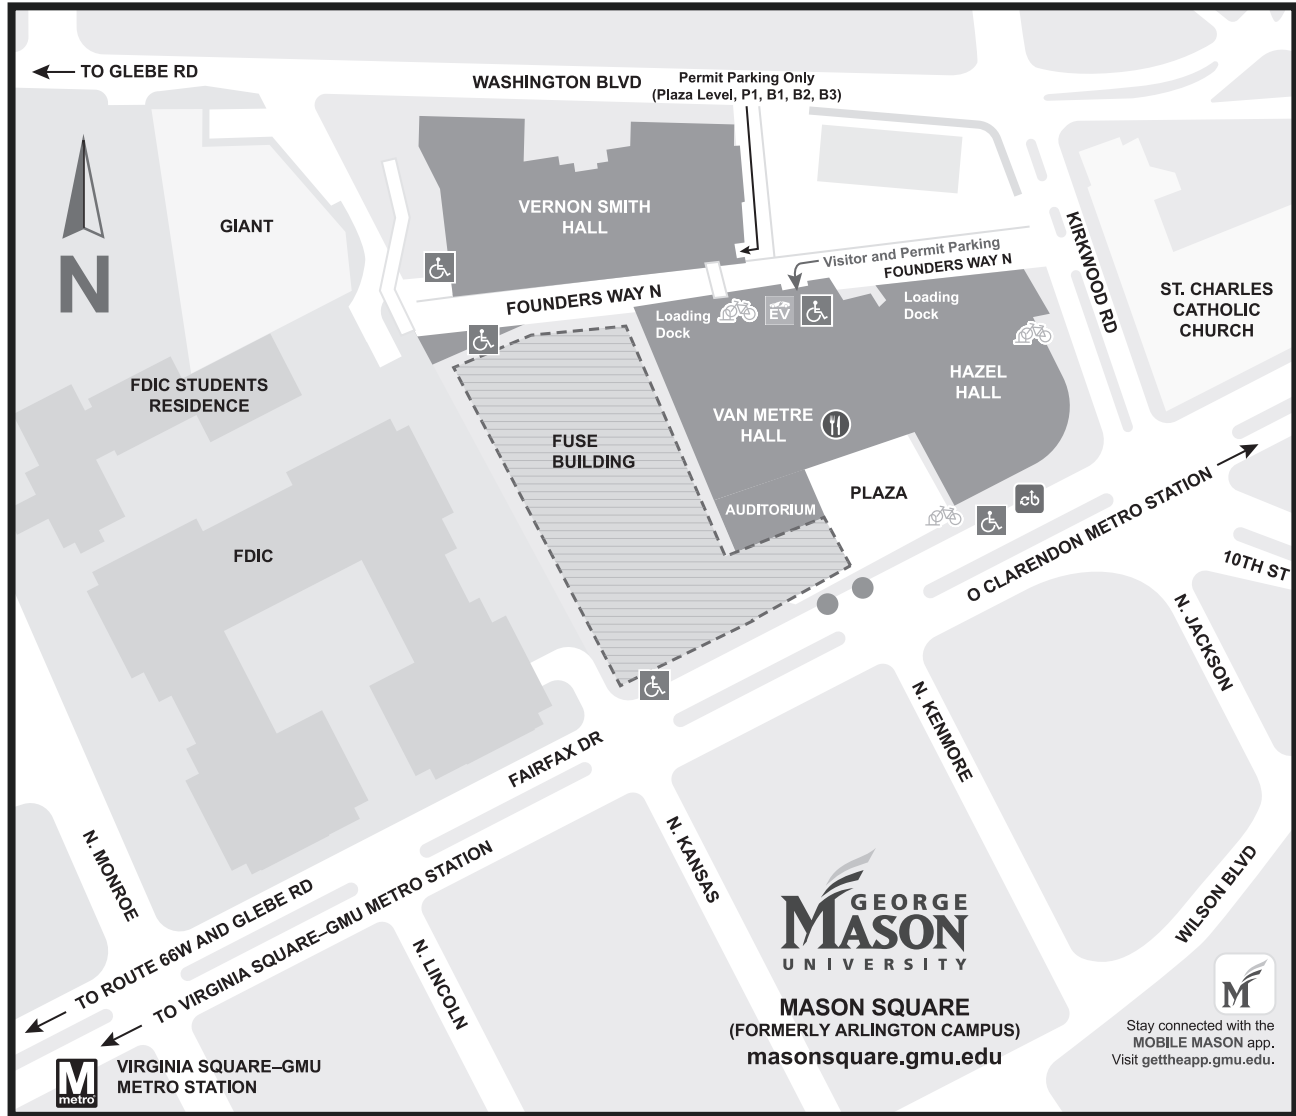 TO GLEBE RD
WASHINGTON BLVD
Permit Parking Only
(Plaza Level, P1, B1, B2, B3)
VERNON SMITH
HALL
GIANT
N
KIRKWOOD RD
Visitor and Permit Parking
FOUNDERS WAY N
FOUNDERS WAY N
ST. CHARLES
CATHOLIC
CHURCH
Loading
Dock
EV
Loading
Dock
FDIC STUDENTS
RESIDENCE
HAZEL
HALL
VAN METRE
HALL
FUSE
BUILDING
PLAZA
AUDITORIUM
cb
FDIC
O CLARENDON METRO STATION
10TH ST
N. JACKSON
N. KENMORE
FAIRFAX DR
N. MONROE
N. KANSAS
WILSON BLVD
TO ROUTE 66W AND GLEBE RD
TO VIRGINIA SQUARE–GMU METRO STATION
N. LINCOLN
GEORGE
MASON
UNIVERSITY
MASON SQUARE
(FORMERLY ARLINGTON CAMPUS)
masonsquare.gmu.edu
M
Stay connected with the
MOBILE MASON app.
Visit gettheapp.gmu.edu.
M
metro
VIRGINIA SQUARE–GMU
METRO STATION